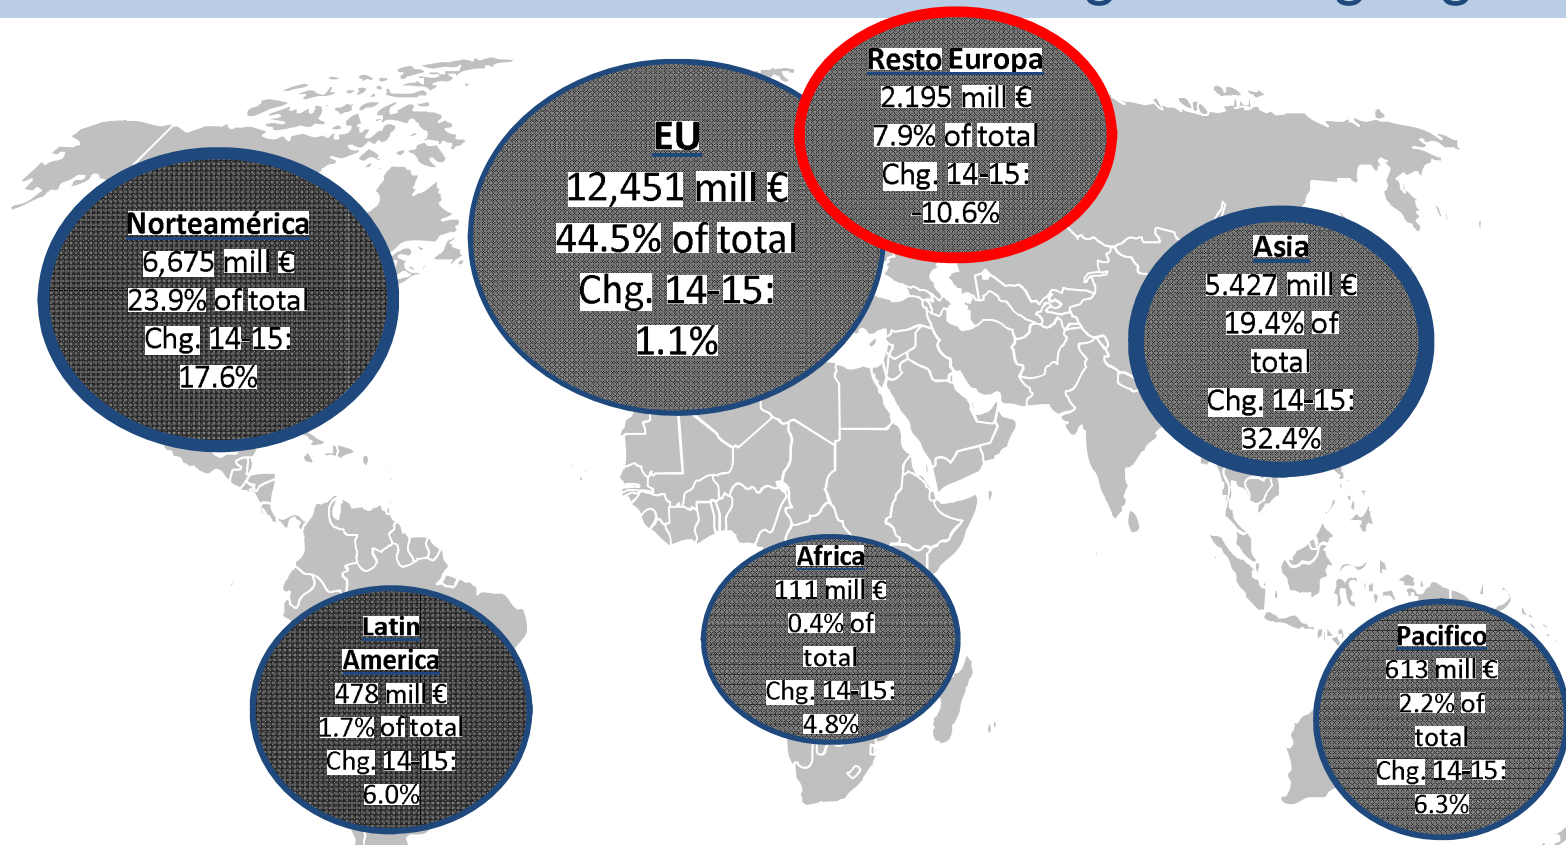 Resto Europa
2.195 mill €
7.9% of total
Chg. 14-15:
-10.6%
EU
12,451 mill €
44.5% of total
Chg. 14-15:
1.1%
Norteamérica
6,675 mill €
23.9% of total
Chg. 14-15:
17.6%
Asia
5.427 mill €
19.4% of
total
Chg. 14-15:
32.4%
Africa
111 mill €
0.4% of
total
Chg. 14-15:
4.8%
Latin
America
478 mill €
1.7% of total
Chg. 14-15:
6.0%
Pacifico
613 mill €
2.2% of
total
Chg. 14-15:
6.3%